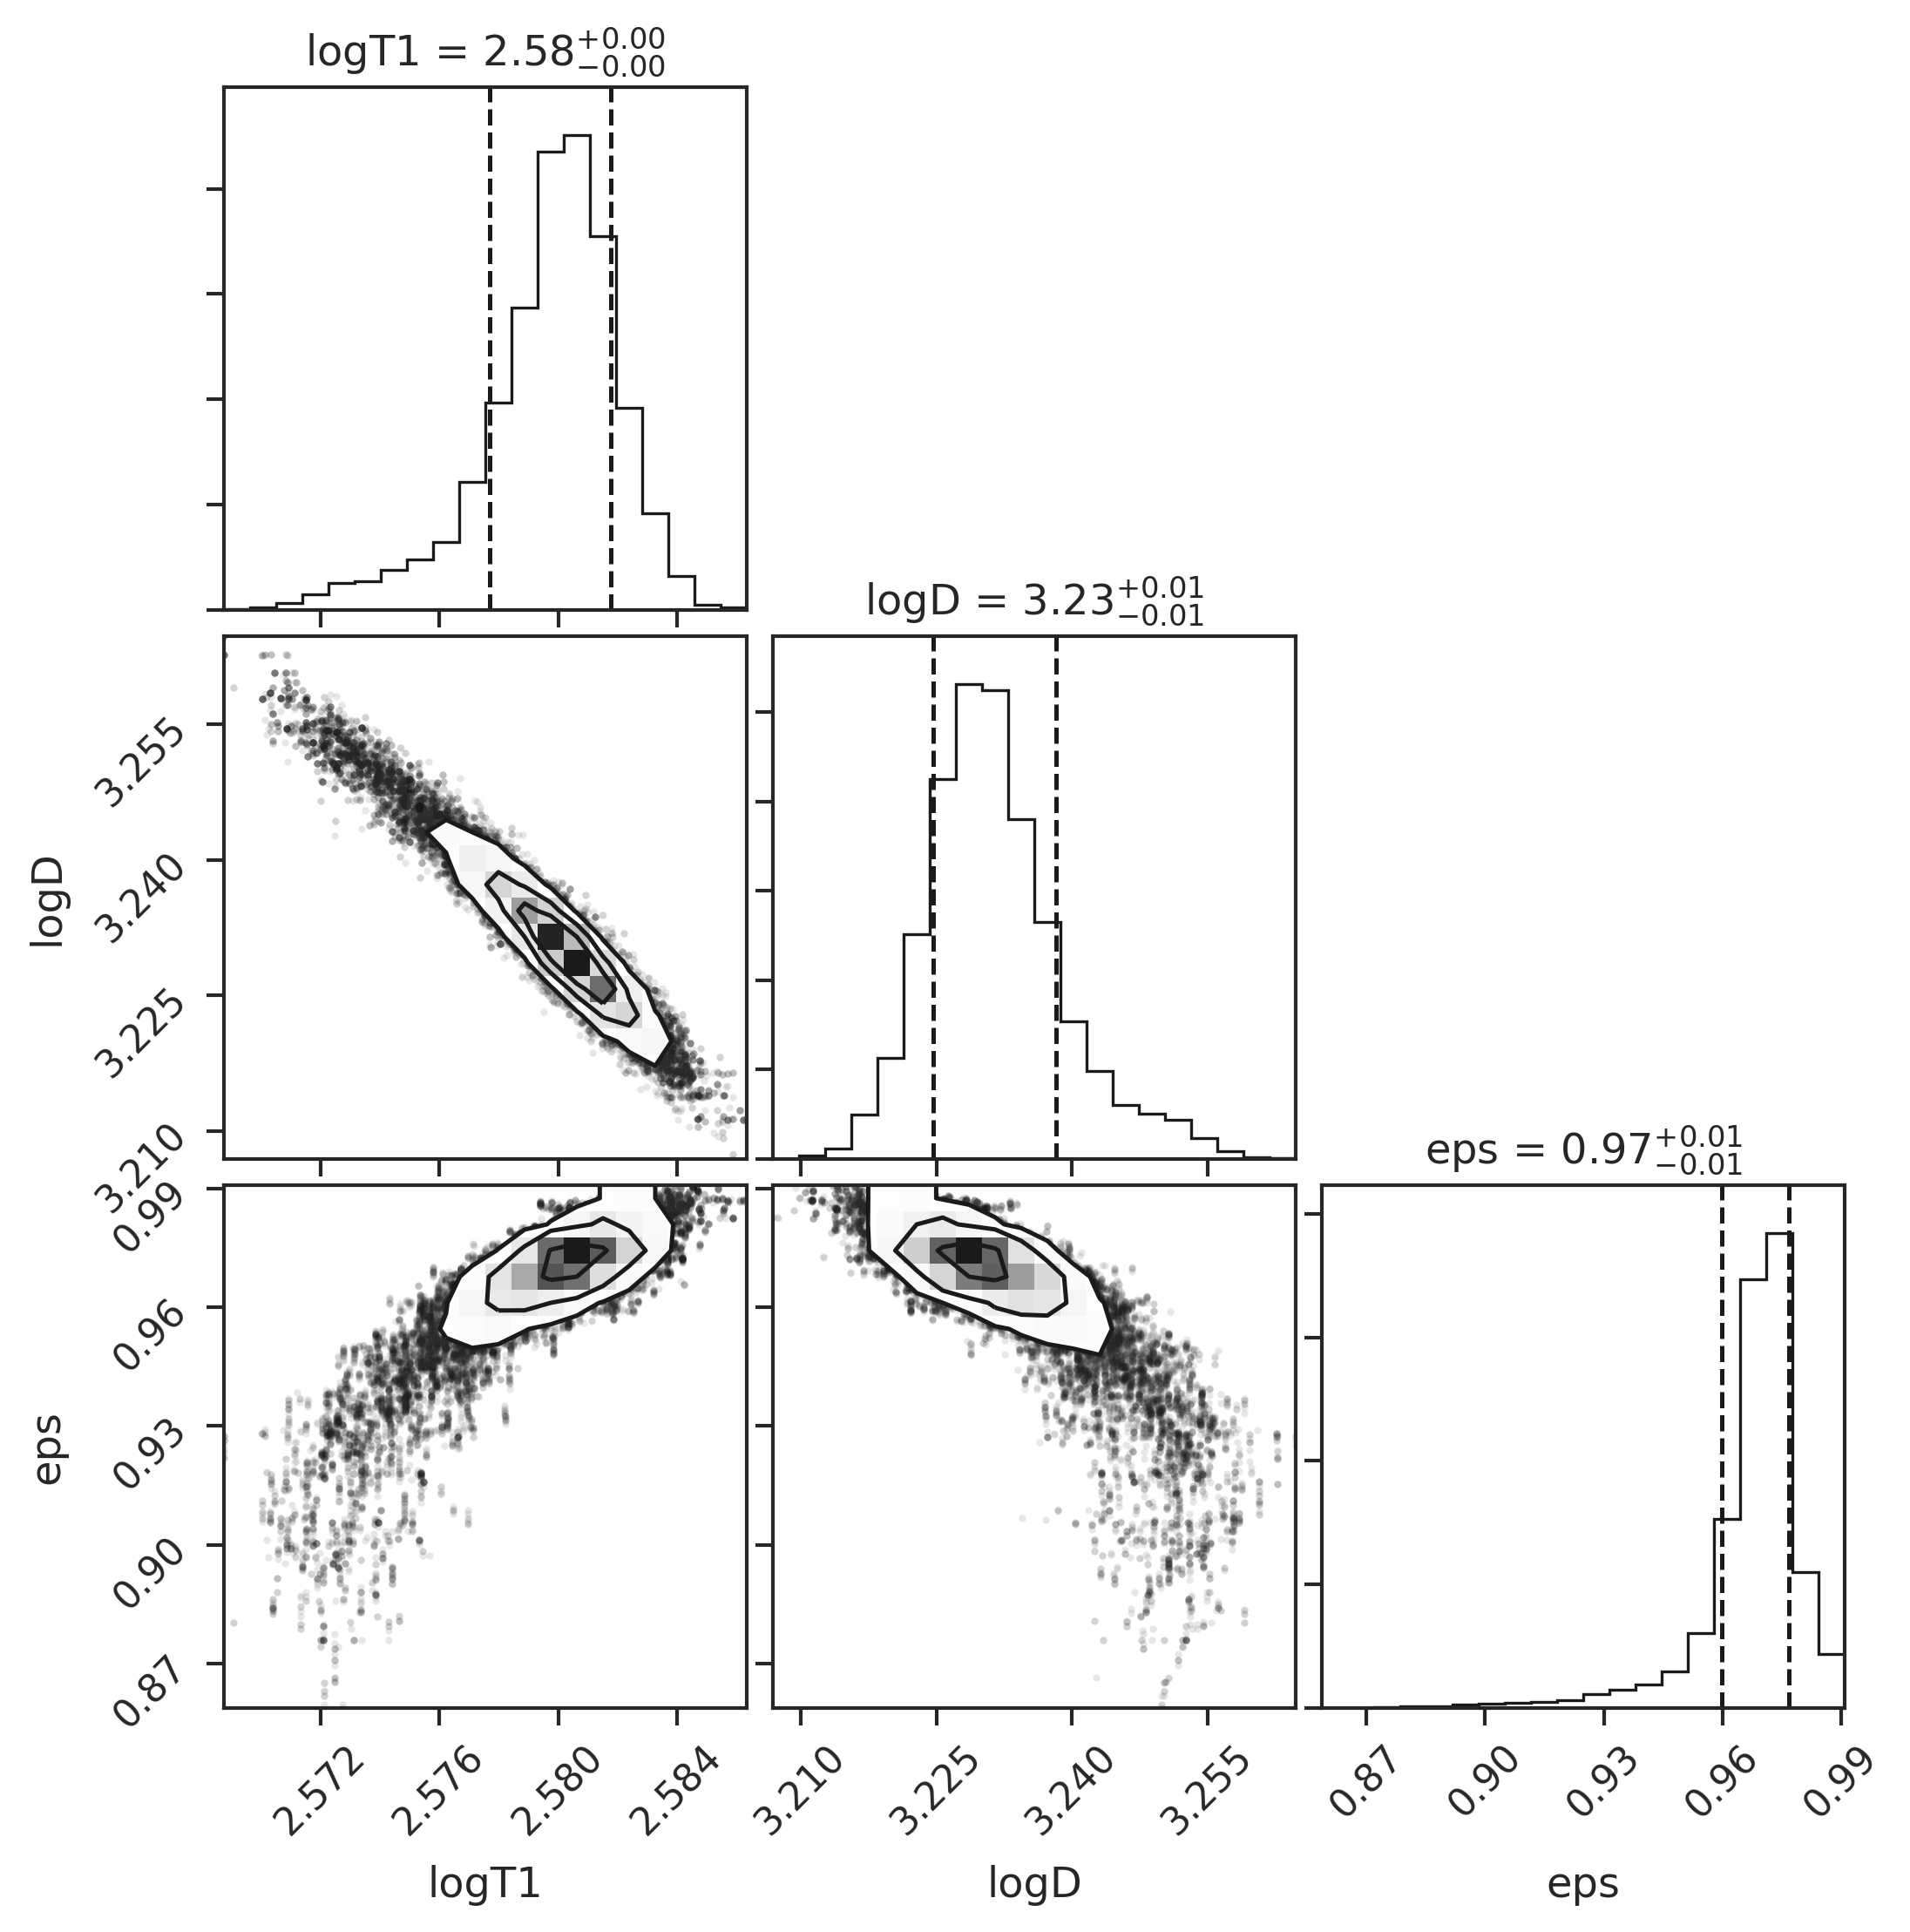 logT1 = 2.58+0.00
−0.00
logD = 3.23+0.01
−0.01
3.255
3.240
3.225
3.210
logD
eps = 0.97+0.01
−0.01
0.99
0.96
0.93
0.90
0.87
eps
2.572 2.576 2.580 2.584 3.210 3.225 3.240 3.255 0.87 0.90 0.93 0.96 0.99
logT1 logD eps